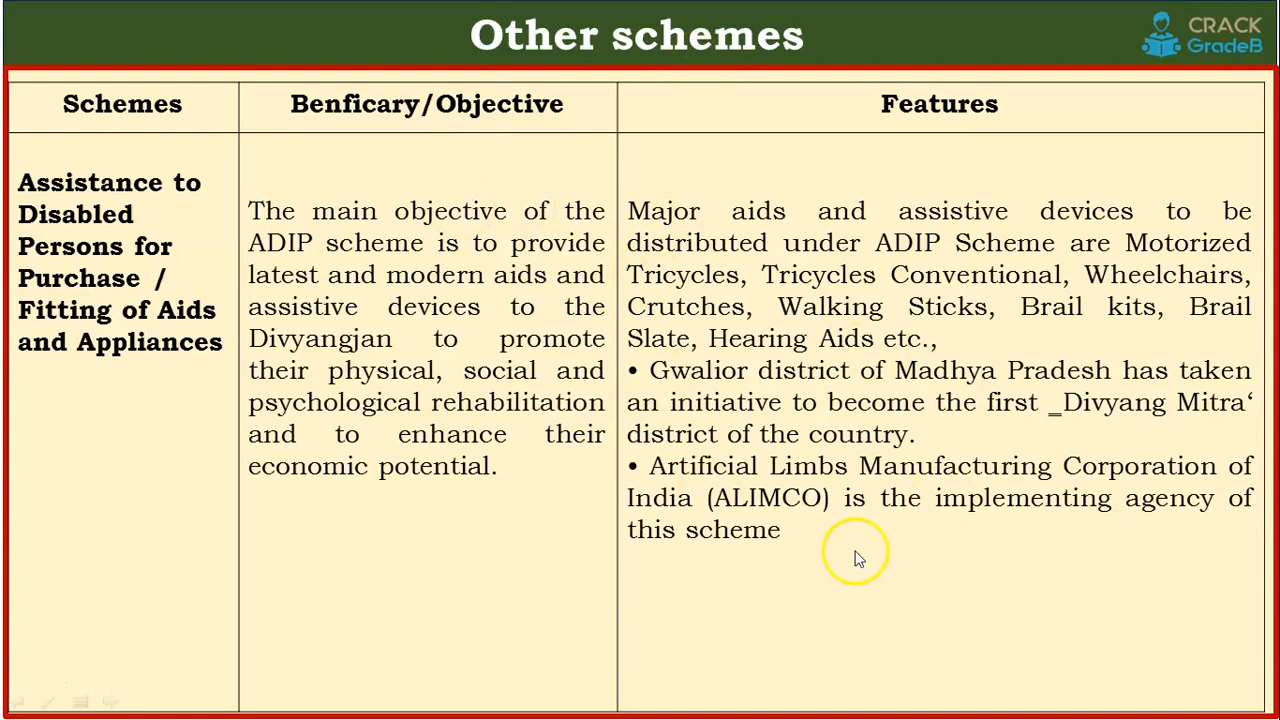 Other schemes
CRACK
GradeB
Schemes
Benficary/Objective
Features
Assistance to
Disabled
Persons for
Purchase /
Fitting of Aids
and Appliances
The main objective of the
ADIP scheme is to provide
latest and modern aids and
assistive devices to the
Divyangjan to promote
their physical, social and
psychological rehabilitation
and to enhance their
economic potential.
Major aids and assistive devices to be
distributed under ADIP Scheme are Motorized
Tricycles, Tricycles Conventional, Wheelchairs,
Crutches, Walking Sticks, Brail kits, Brail
Slate, Hearing Aids etc.,
• Gwalior district of Madhya Pradesh has taken
an initiative to become the first ‗Divyang Mitra‘
district of the country.
• Artificial Limbs Manufacturing Corporation of
India (ALIMCO) is the implementing agency of
this scheme